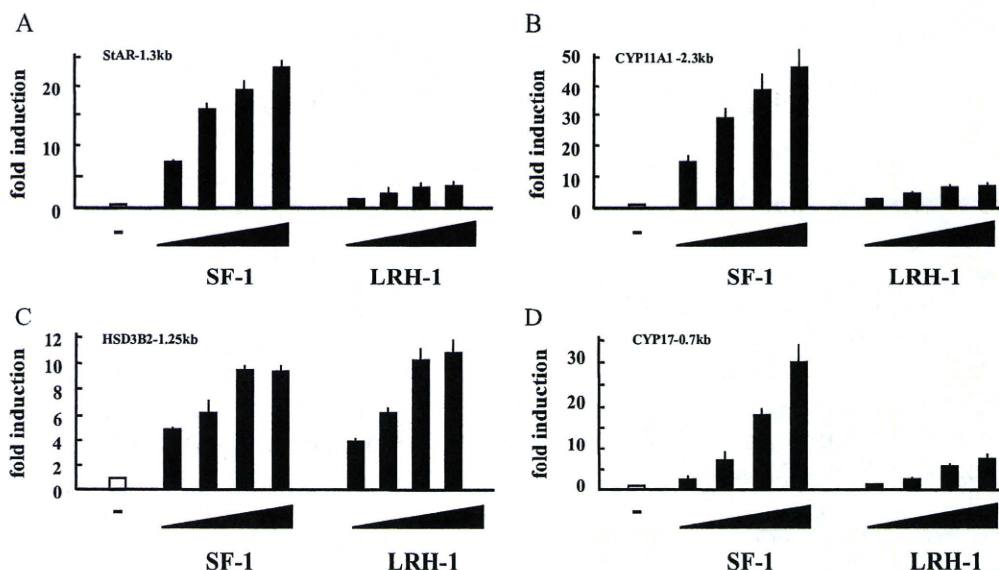 A
StAR-1.3kb
fold induction
20
10
0
-
SF-1
LRH-1
B
CYP11A1 -2.3kb
fold induction
50
40
30
20
10
0
-
SF-1
LRH-1
C
HSD3B2-1.25kb
fold induction
12
10
8
6
4
2
0
-
SF-1
LRH-1
D
CYP17-0.7kb
fold induction
30
20
10
0
-
SF-1
LRH-1